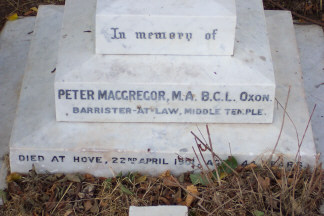 In memory of
PETER MACGREGOR, M.A. B.C.L. OXON.
BARRISTER-AT-LAW, MIDDLE TEMPLE.
DIED AT HOVE, 22ND APRIL